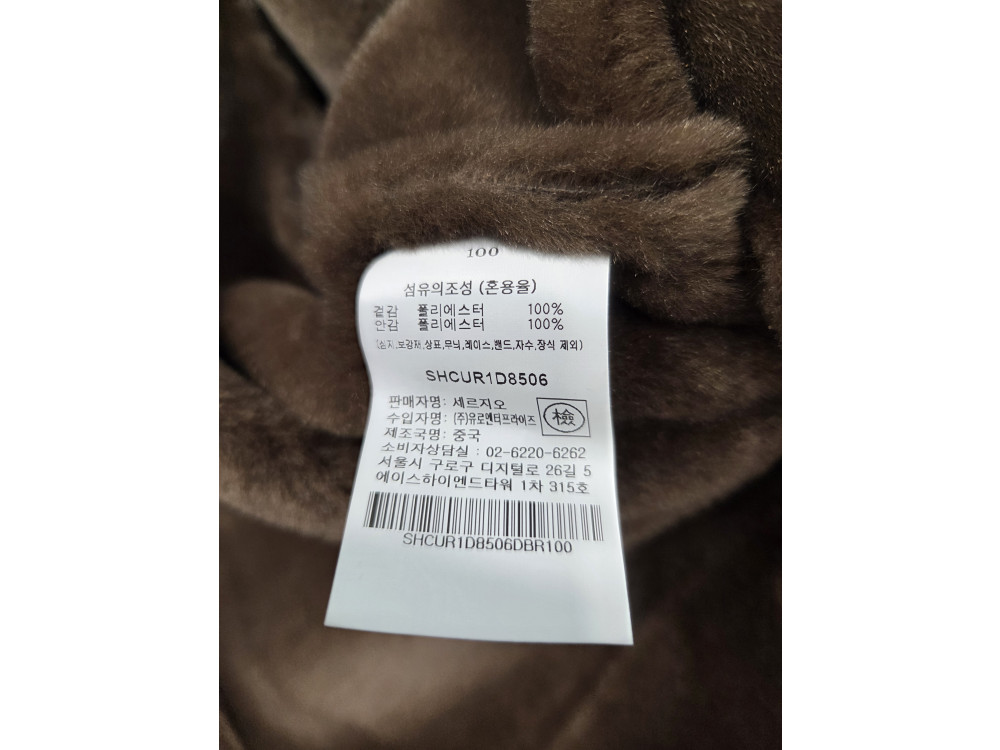 100
섬유의조성 (혼용율)
겉감 폴리에스터 100%
안감 폴리에스터 100%
(심지,보강재,상표,무늬,레이스,밴드,자수,장식 제외)
SHCUR1D8506
판매자명: 세르지오
수입자명: (주)유로엔터프라이즈
檢
제조국명: 중국
소비자상담실 : 02-6220-6262
서울시 구로구 디지털로 26길 5
에이스하이엔드타워 1차 315호
SHCUR1D8506DBR100